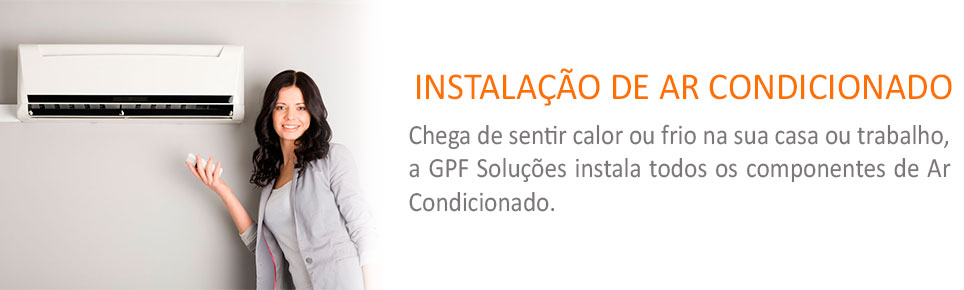 INSTALAÇÃO DE AR CONDICIONADO
Chega de sentir calor ou frio na sua casa ou trabalho,
a GPF Soluções instala todos os componentes de Ar
Condicionado.